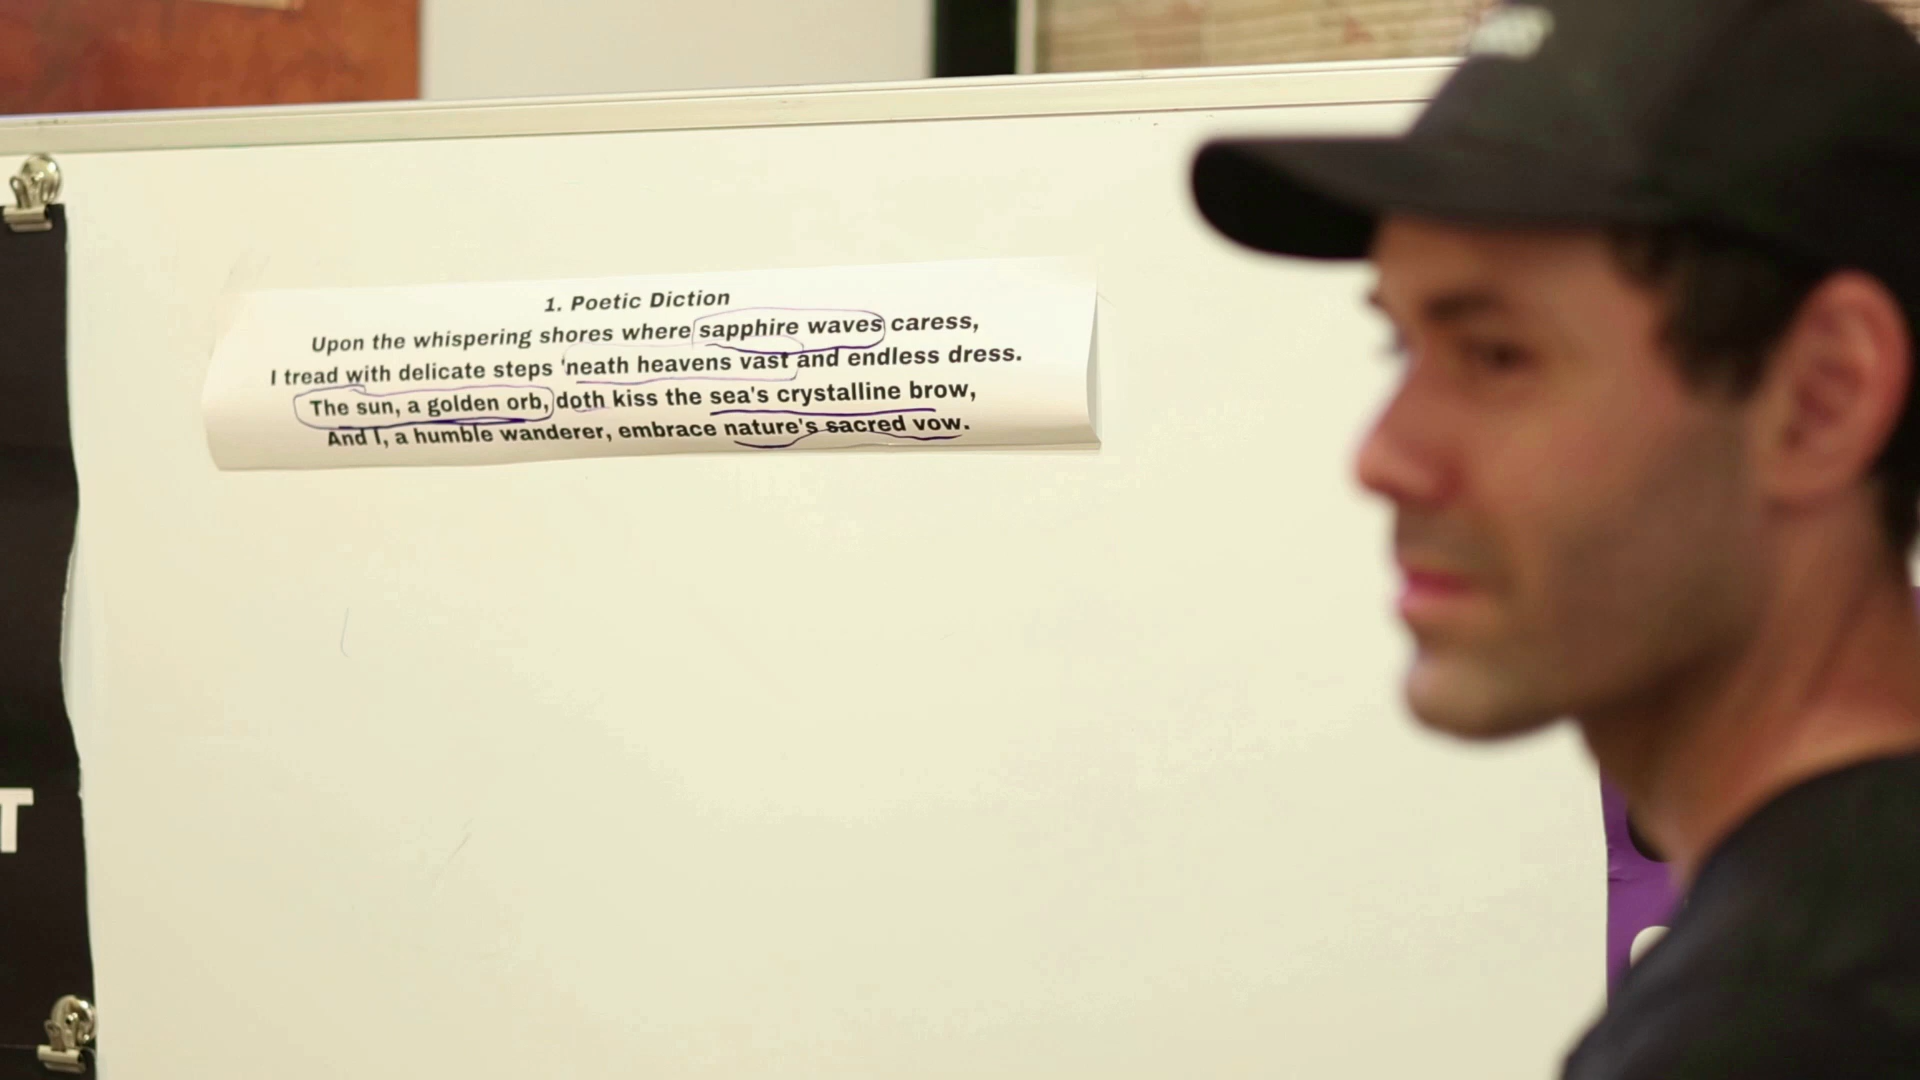 1. Poetic Diction
Upon the whispering shores where sapphire waves caress,
I tread with delicate steps 'neath heavens vast and endless dress.
The sun, a golden orb, doth kiss the sea's crystalline brow,
And I, a humble wanderer, embrace nature's sacred vow.
T